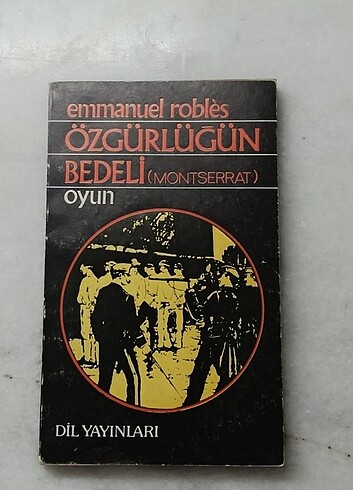 emmanuel roblès
ÖZGÜRLÜĞÜN
BEDELİ (MONTSERRAT)
oyun
DİL YAYINLARI